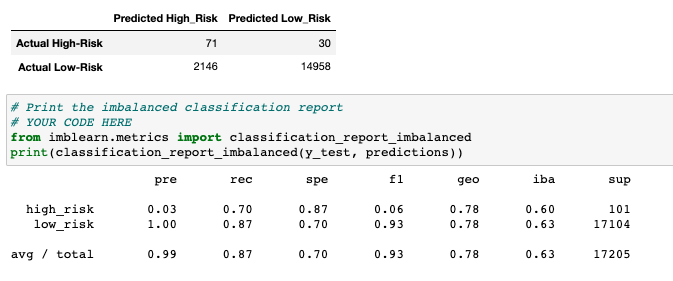 Predicted High_Risk Predicted Low_Risk
Actual High-Risk 71 30
Actual Low-Risk 2146 14958
# Print the imbalanced classification report
# YOUR CODE HERE
from imblearn.metrics import classification_report_imbalanced
print(classification_report_imbalanced(y_test, predictions))
pre rec spe f1 geo iba sup
high_risk 0.03 0.70 0.87 0.06 0.78 0.60 101
low_risk 1.00 0.87 0.70 0.93 0.78 0.63 17104
avg / total 0.99 0.87 0.70 0.93 0.78 0.63 17205